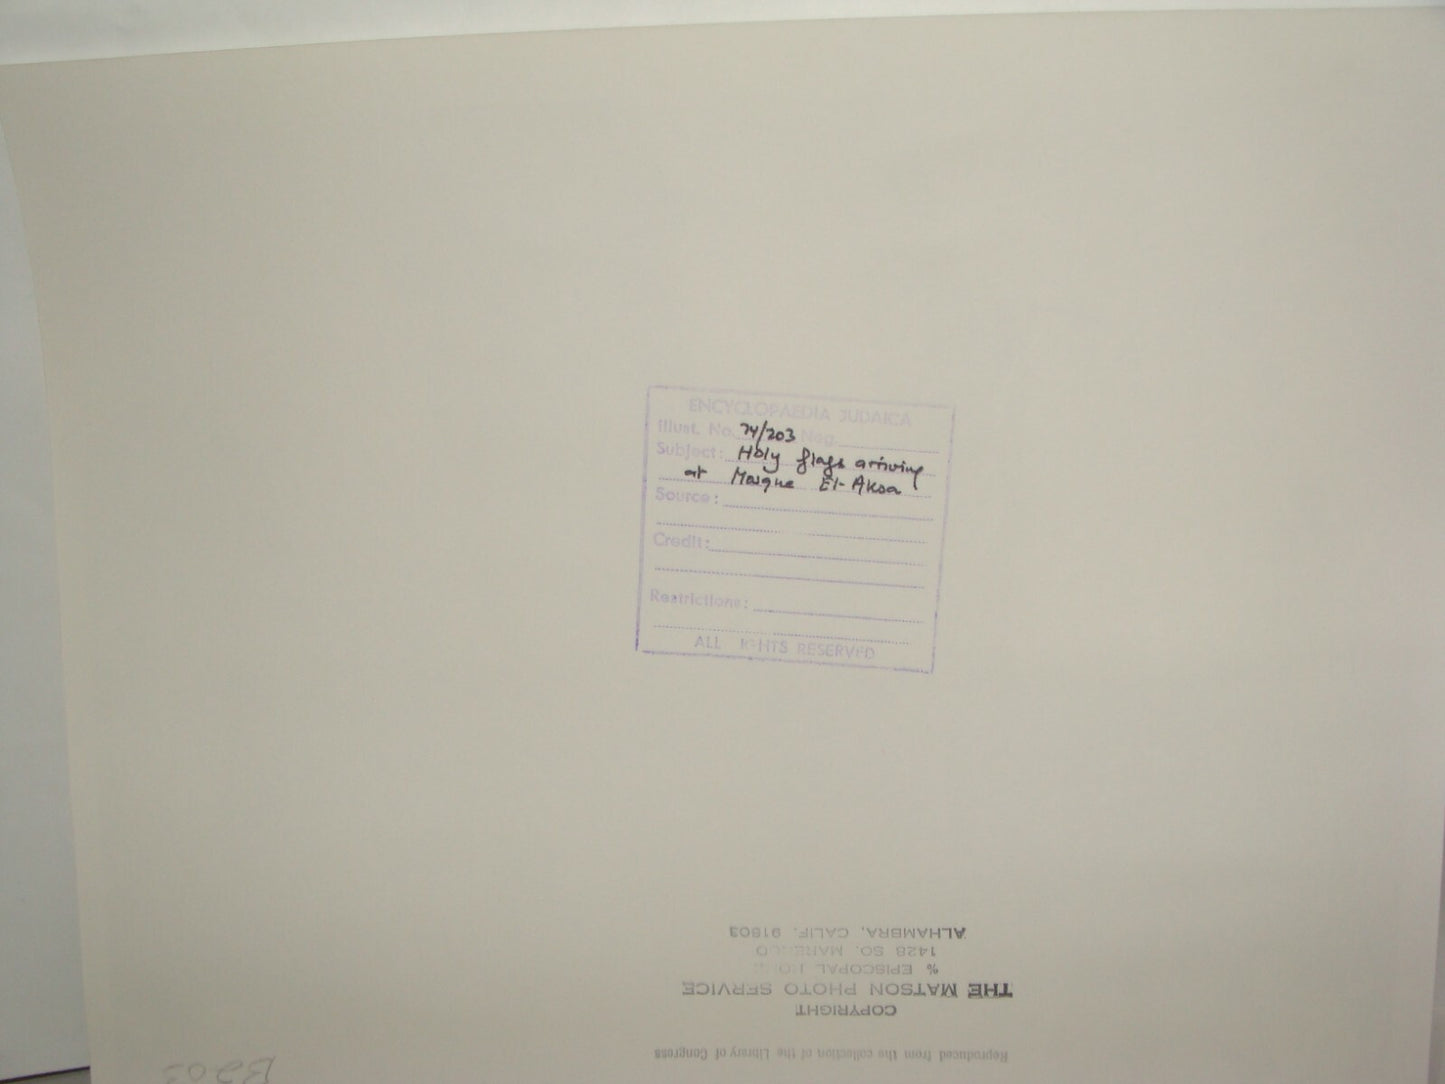 ENCYCLOPAEDIA JUDAICA
Illust. No. 74/203 Neg.
Subject: Holy flags arriving
at Mosque El-Aksa
Source:
Credit:
Restrictions:
ALL RIGHTS RESERVED
Reproduced from the collection of the Library of Congress
COPYRIGHT
THE MATSON PHOTO SERVICE
% EPISCOPAL
1428 SO. MARENGO
ALHAMBRA, CALIF. 91803
B203